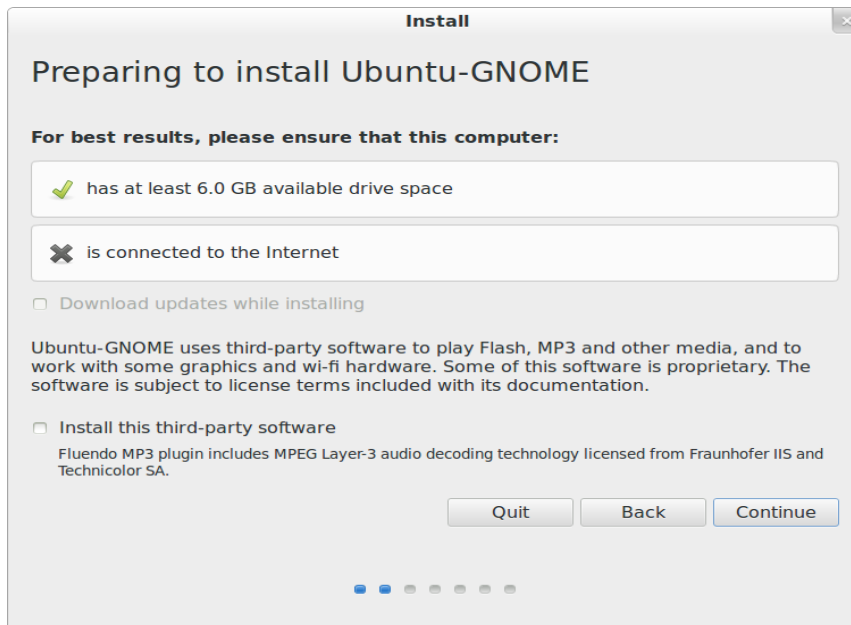 Install
Preparing to install Ubuntu-GNOME
For best results, please ensure that this computer:
has at least 6.0 GB available drive space
is connected to the Internet
Download updates while installing
Ubuntu-GNOME uses third-party software to play Flash, MP3 and other media, and to
work with some graphics and wi-fi hardware. Some of this software is proprietary. The
software is subject to license terms included with its documentation.
Install this third-party software
Fluendo MP3 plugin includes MPEG Layer-3 audio decoding technology licensed from Fraunhofer IIS and
Technicolor SA.
Quit Back Continue